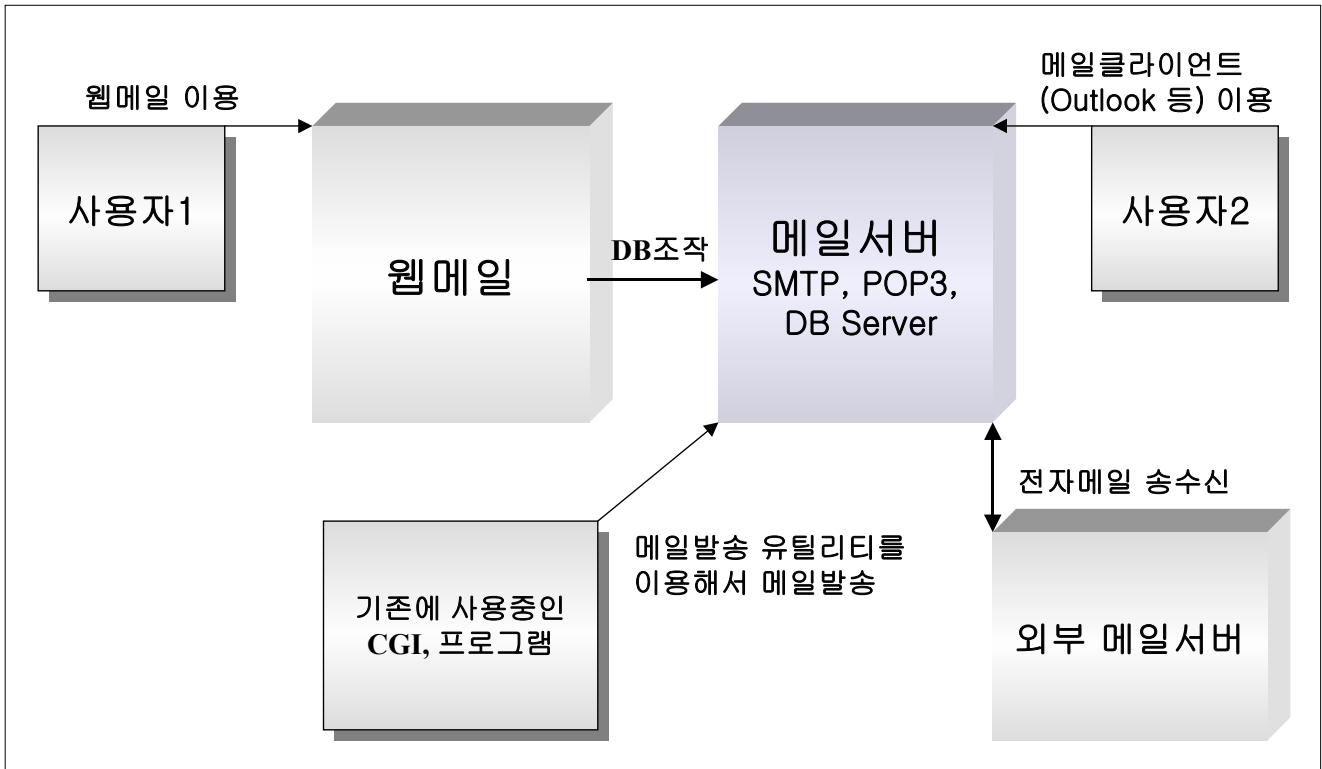 웹메일 이용
메일클라이언트
(Outlook 등) 이용
사용자1
웹메일
DB조작
메일서버
SMTP, POP3,
DB Server
사용자2
전자메일 송수신
메일발송 유틸리티를
이용해서 메일발송
기존에 사용중인
CGI, 프로그램
외부 메일서버